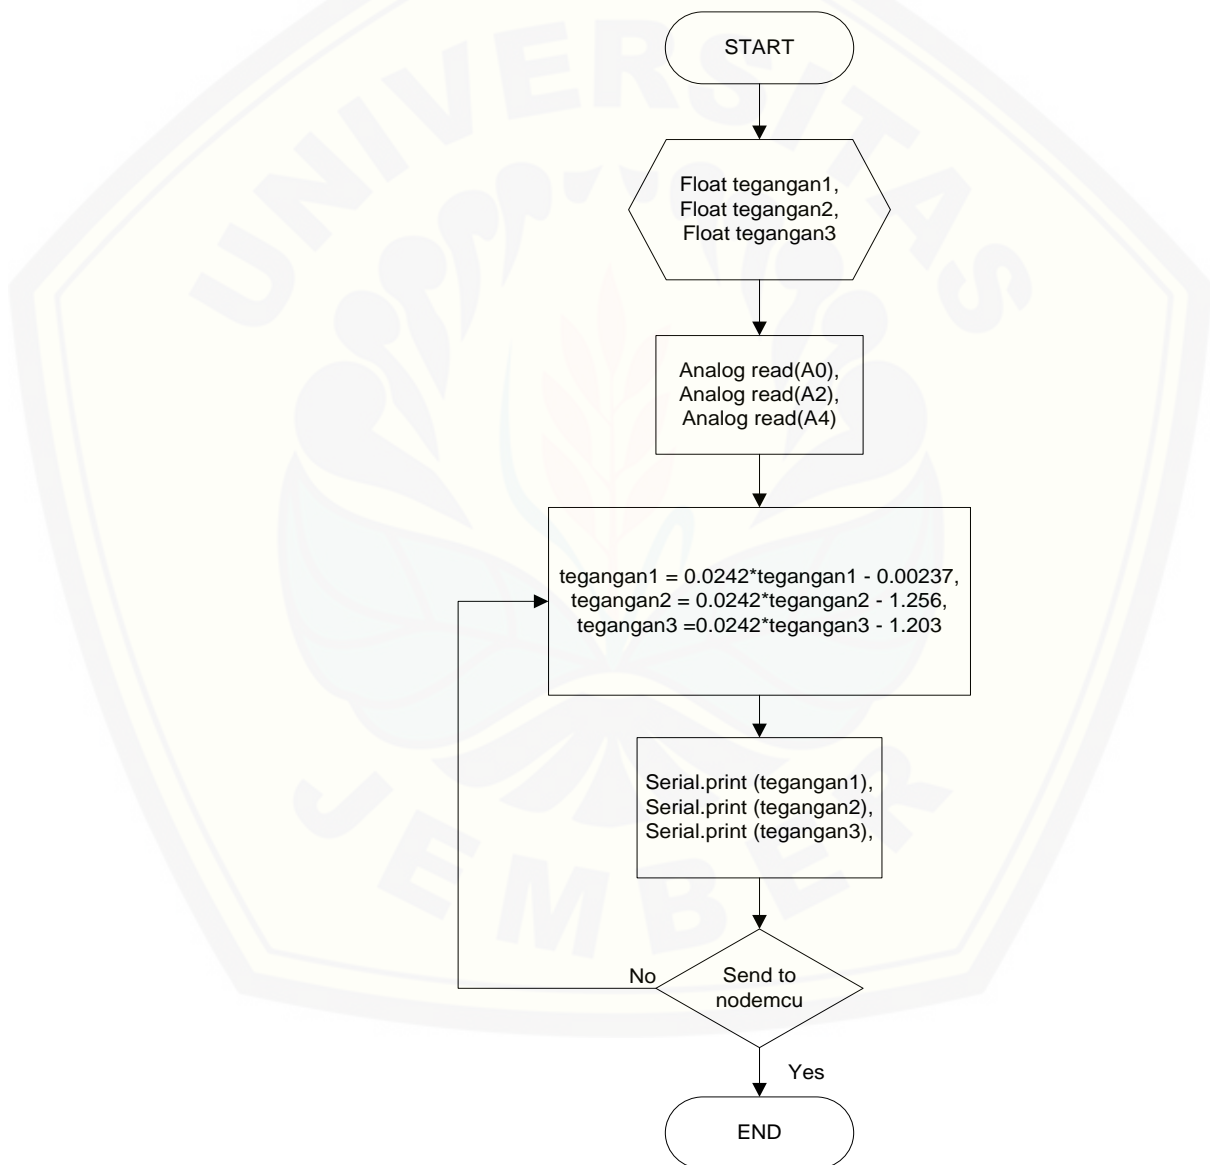 UNIVERSITAS
START
Float tegangan1,
Float tegangan2,
Float tegangan3
Analog read(A0),
Analog read(A2),
Analog read(A4)
tegangan1 = 0.0242*tegangan1 - 0.00237,
tegangan2 = 0.0242*tegangan2 - 1.256,
tegangan3 =0.0242*tegangan3 - 1.203
Serial.print (tegangan1),
Serial.print (tegangan2),
Serial.print (tegangan3),
JEMBER
No
Send to
nodemcu
Yes
END